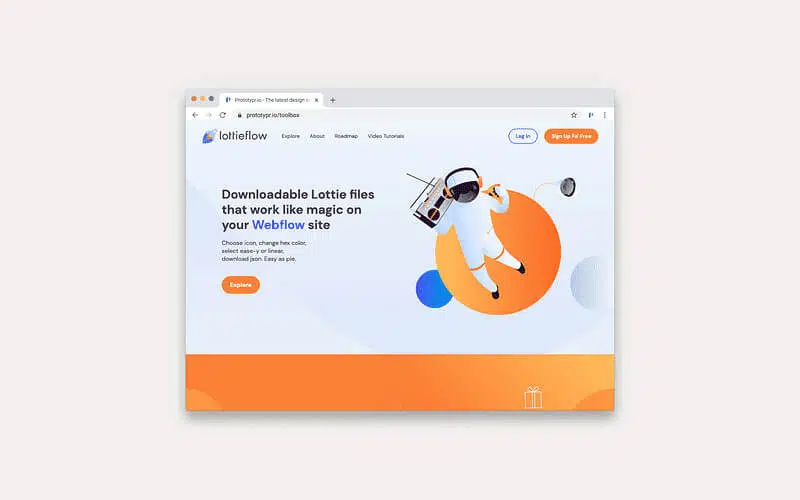 Prototypr.io - The latest design
prototypr.io/toolbox
lottieflow Explore About Roadmap Video Tutorials Log in Sign Up Fo' Free
Downloadable Lottie files
that work like magic on
your Webflow site
Choose icon, change hex color,
select ease-y or linear,
download json. Easy as pie.
Explore